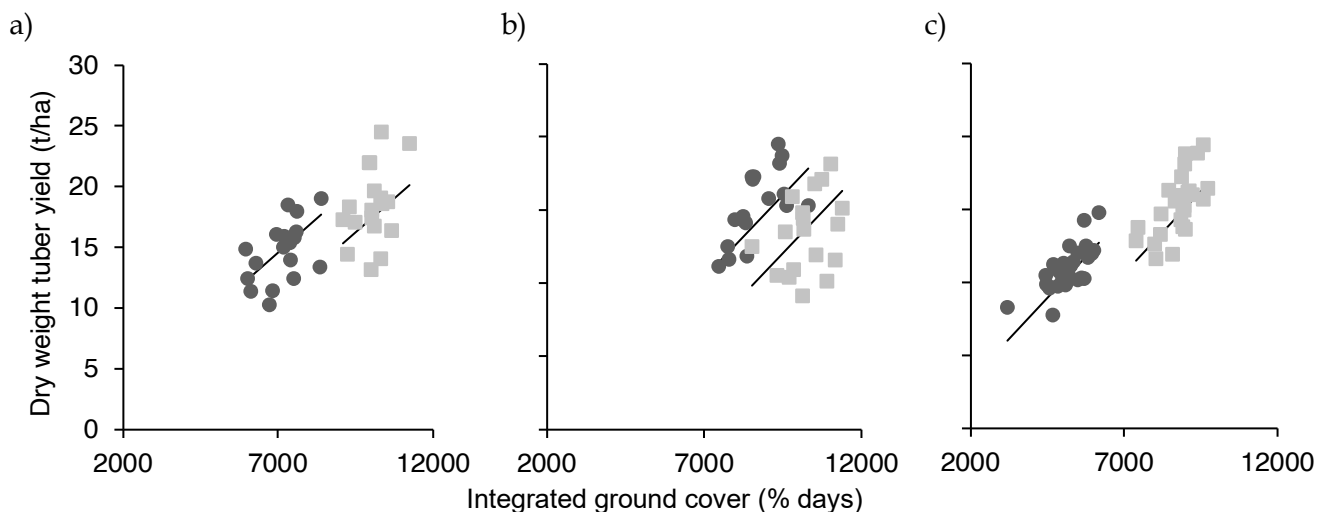 a)
b)
c)
Dry weight tuber yield (t/ha)
30
25
20
15
10
5
0
2000 7000 12000
2000 7000 12000
2000 7000 12000
Integrated ground cover (% days)